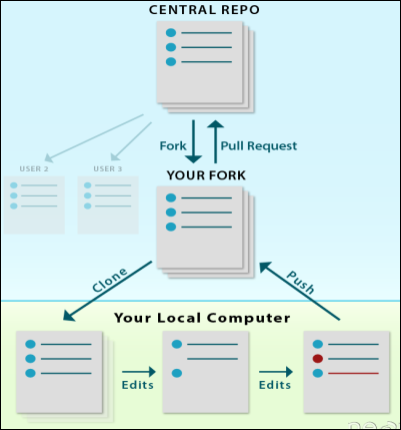 CENTRAL REPO
Fork
Pull Request
USER 2
USER 3
YOUR FORK
Clone
Push
Your Local Computer
Edits
Edits